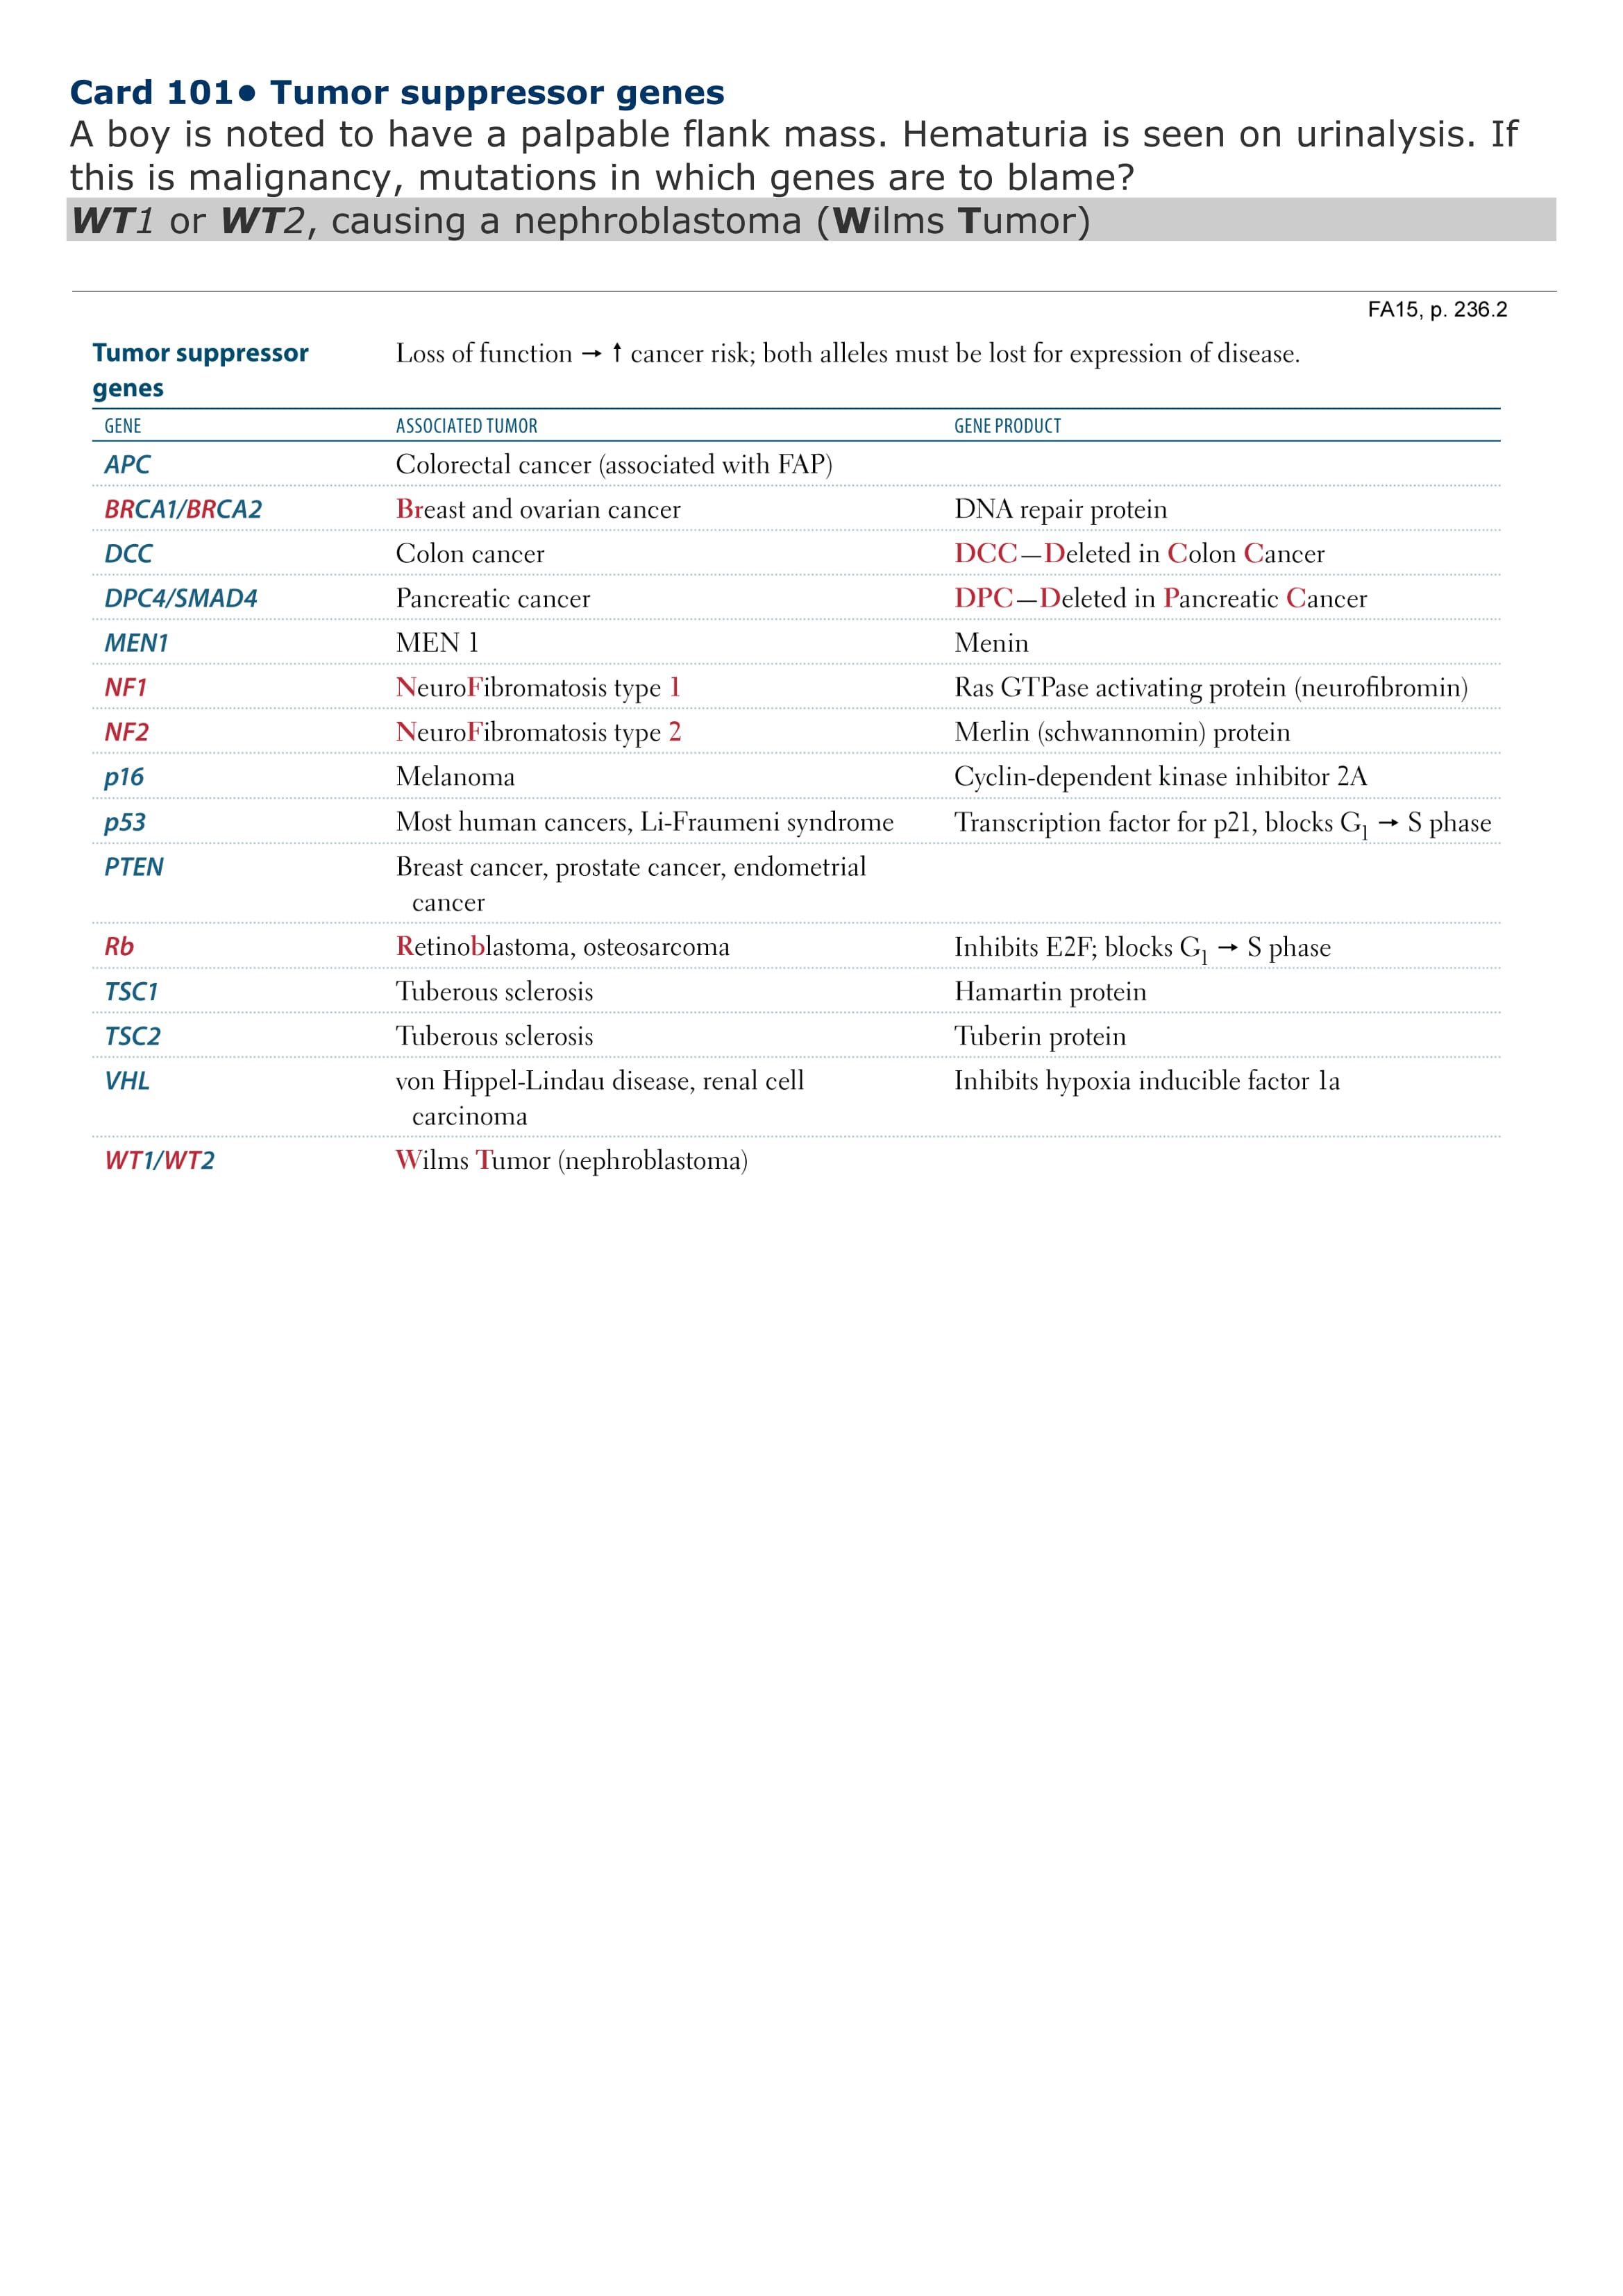 Card 101● Tumor suppressor genes
A boy is noted to have a palpable flank mass. Hematuria is seen on urinalysis. If
this is malignancy, mutations in which genes are to blame?
WT1 or WT2, causing a nephroblastoma (Wilms Tumor)
FA15, p. 236.2
Tumor suppressor genes Loss of function → ↑ cancer risk; both alleles must be lost for expression of disease.
GENE ASSOCIATED TUMOR GENE PRODUCT
APC Colorectal cancer (associated with FAP)
BRCA1/BRCA2 Breast and ovarian cancer DNA repair protein
DCC Colon cancer DCC—Deleted in Colon Cancer
DPC4/SMAD4 Pancreatic cancer DPC—Deleted in Pancreatic Cancer
MEN1 MEN 1 Menin
NF1 NeuroFibromatosis type 1 Ras GTPase activating protein (neurofibromin)
NF2 NeuroFibromatosis type 2 Merlin (schwannomin) protein
p16 Melanoma Cyclin-dependent kinase inhibitor 2A
p53 Most human cancers, Li-Fraumeni syndrome Transcription factor for p21, blocks G1 → S phase
PTEN Breast cancer, prostate cancer, endometrial
cancer
Rb Retinoblastoma, osteosarcoma Inhibits E2F; blocks G1 → S phase
TSC1 Tuberous sclerosis Hamartin protein
TSC2 Tuberous sclerosis Tuberin protein
VHL von Hippel-Lindau disease, renal cell Inhibits hypoxia inducible factor 1a
carcinoma
WT1/WT2 Wilms Tumor (nephroblastoma)